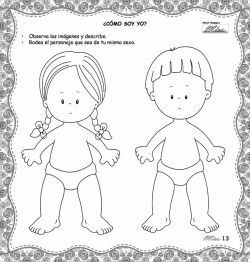 ¿CÓMO SOY YO?
• Observa las imágenes y describe.
• Rodea el personaje que sea de tu mismo sexo.
13